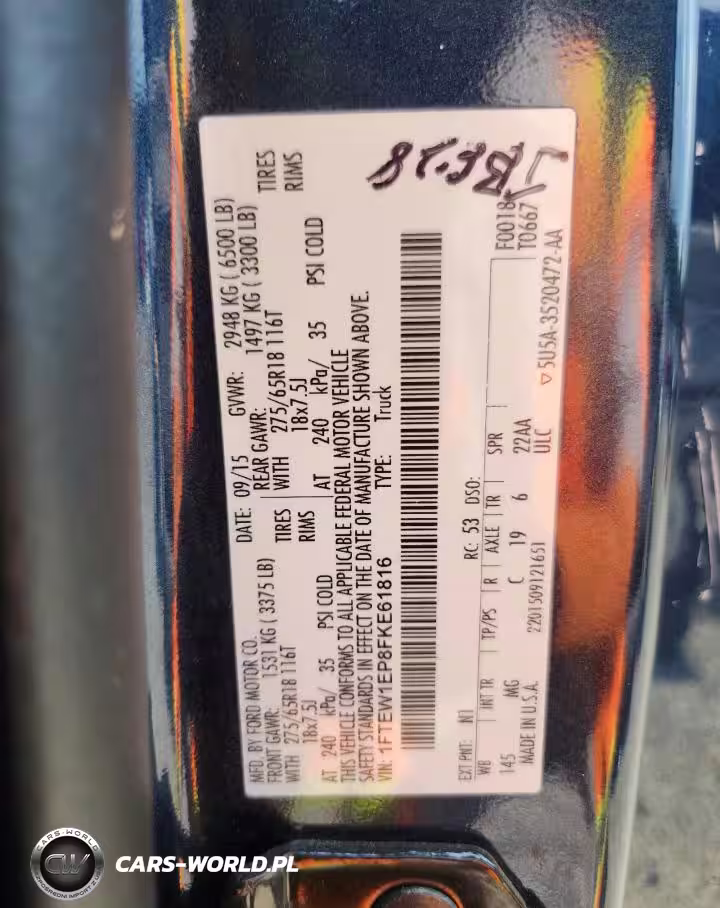 MFD. BY FORD MOTOR CO.
DATE: 09/15 GVWR: 2948 KG ( 6500 LB)
FRONT GAWR: 1531 KG ( 3375 LB) REAR GAWR: 1497 KG ( 3300 LB)
WITH 275/65R18 116T TIRES WITH 275/65R18 116T TIRES
18x7.5J RIMS 18x7.5J RIMS
AT 240 kPa/ 35 PSI COLD AT 240 kPa/ 35 PSI COLD
THIS VEHICLE CONFORMS TO ALL APPLICABLE FEDERAL MOTOR VEHICLE
SAFETY STANDARDS IN EFFECT ON THE DATE OF MANUFACTURE SHOWN ABOVE.
VIN: 1FTEW1EP8FKE61816 TYPE: Truck
EXT PNT: N1 RC: 53 DSO: F0018
WB INT TR TP/PS R AXLE TR SPR T0667
145 MG C 19 6 22AA
MADE IN U.S.A. 2201509121651 ULC
▽ 5U5A-3520472-AA
CARS-WORLD
CW
CARS-WORLD.PL